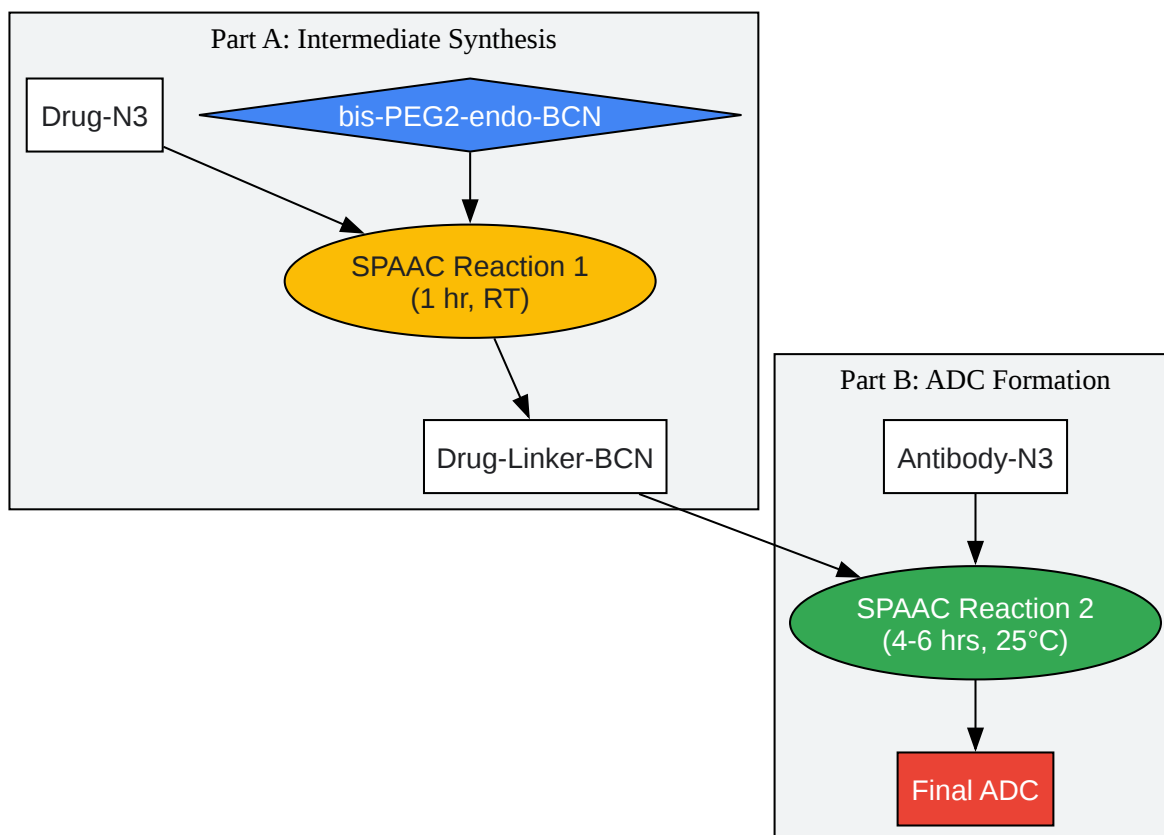 Part A: Intermediate Synthesis
Drug-N3
bis-PEG2-endo-BCN
SPAAC Reaction 1
(1 hr, RT)
Drug-Linker-BCN
Part B: ADC Formation
Antibody-N3
SPAAC Reaction 2
(4-6 hrs, 25°C)
Final ADC